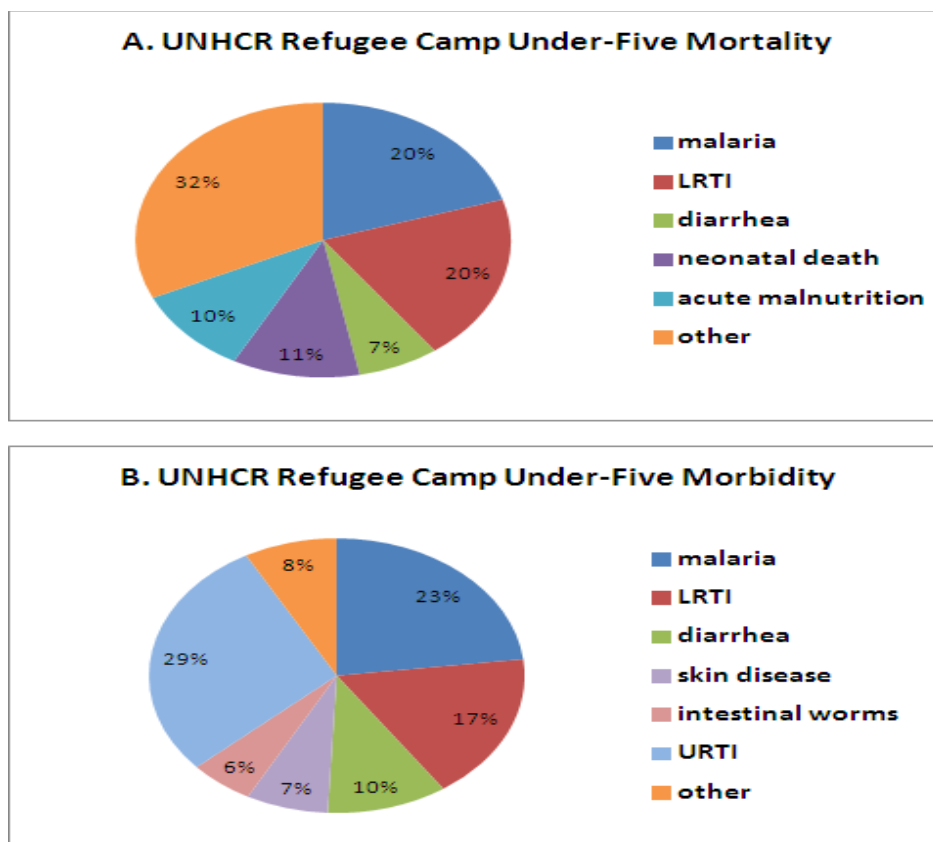 A. UNHCR Refugee Camp Under-Five Mortality
20%
32%
20%
10%
11%
7%
malaria
LRTI
diarrhea
neonatal death
acute malnutrition
other
B. UNHCR Refugee Camp Under-Five Morbidity
8%
23%
29%
17%
6%
7%
10%
malaria
LRTI
diarrhea
skin disease
intestinal worms
URTI
other